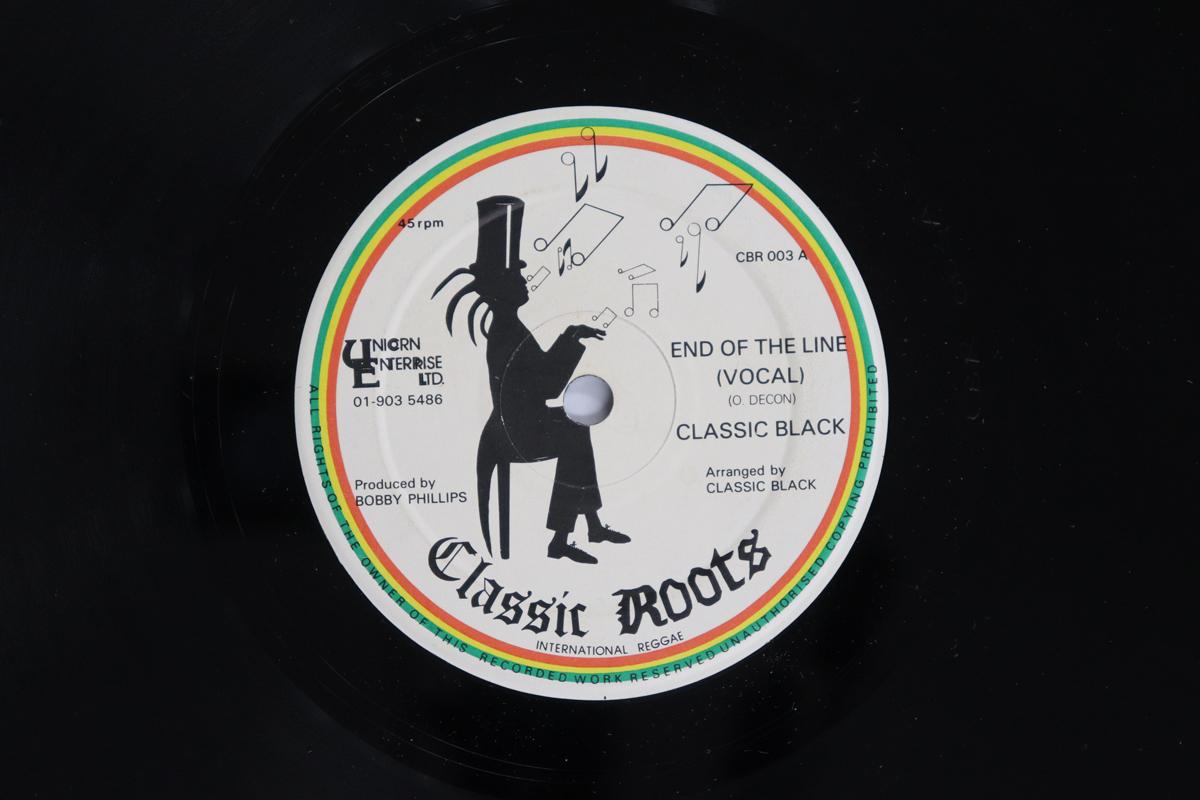 45rpm
CBR 003 A
UNICRN
ENTERPRISE
LTD.
01-903 5486
END OF THE LINE
(VOCAL)
(O. DECON)
CLASSIC BLACK
Produced by
BOBBY PHILLIPS
Arranged by
CLASSIC BLACK
Classic Roots
INTERNATIONAL REGGAE
ALL RIGHTS OF THE OWNER OF THIS RECORDED WORK RESERVED UNAUTHORISED COPYING PROHIBITED